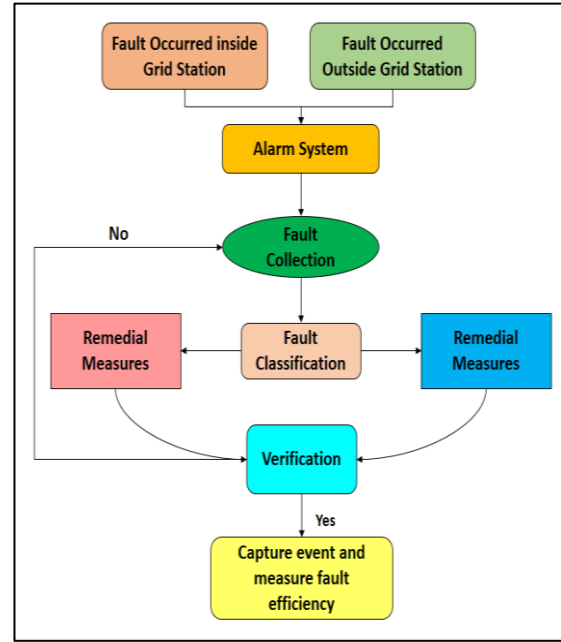 Fault Occurred inside
Grid Station
Fault Occurred
Outside Grid Station
Alarm System
No
Fault
Collection
Remedial
Measures
Fault
Classification
Remedial
Measures
Verification
Yes
Capture event and
measure fault
efficiency